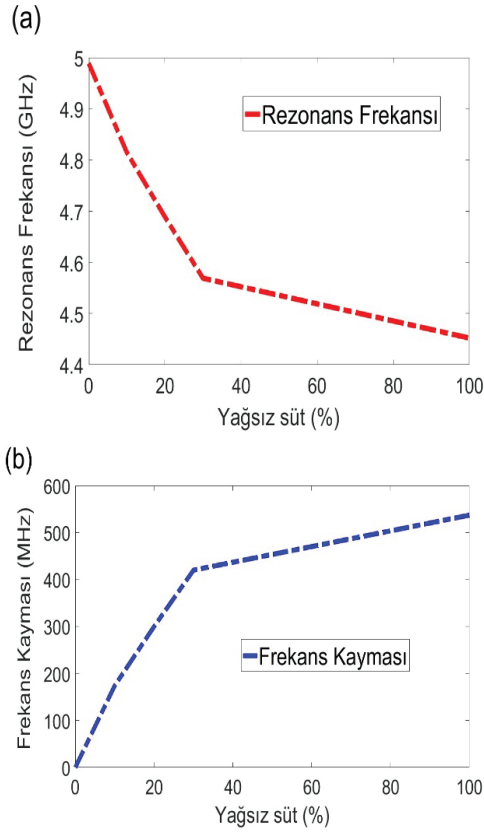 (a)
Rezonans Frekansı (GHz)
5
4.9
4.8
4.7
4.6
4.5
4.4
Rezonans Frekansı
0 20 40 60 80 100
Yağsız süt (%)
(b)
Frekans Kayması (MHz)
600
500
400
300
200
100
0
Frekans Kayması
0 20 40 60 80 100
Yağsız süt (%)